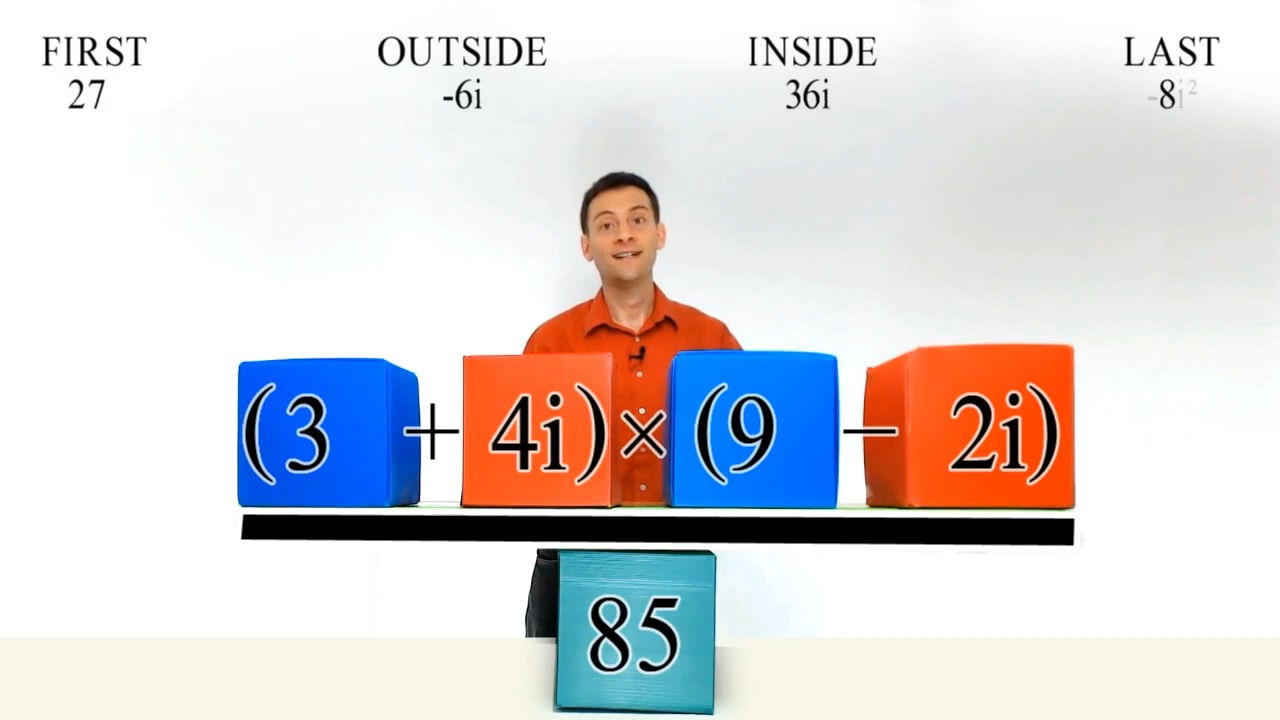 FIRST OUTSIDE INSIDE LAST
27 -6i 36i -8i²
(3 + 4i) × (9 − 2i)
85